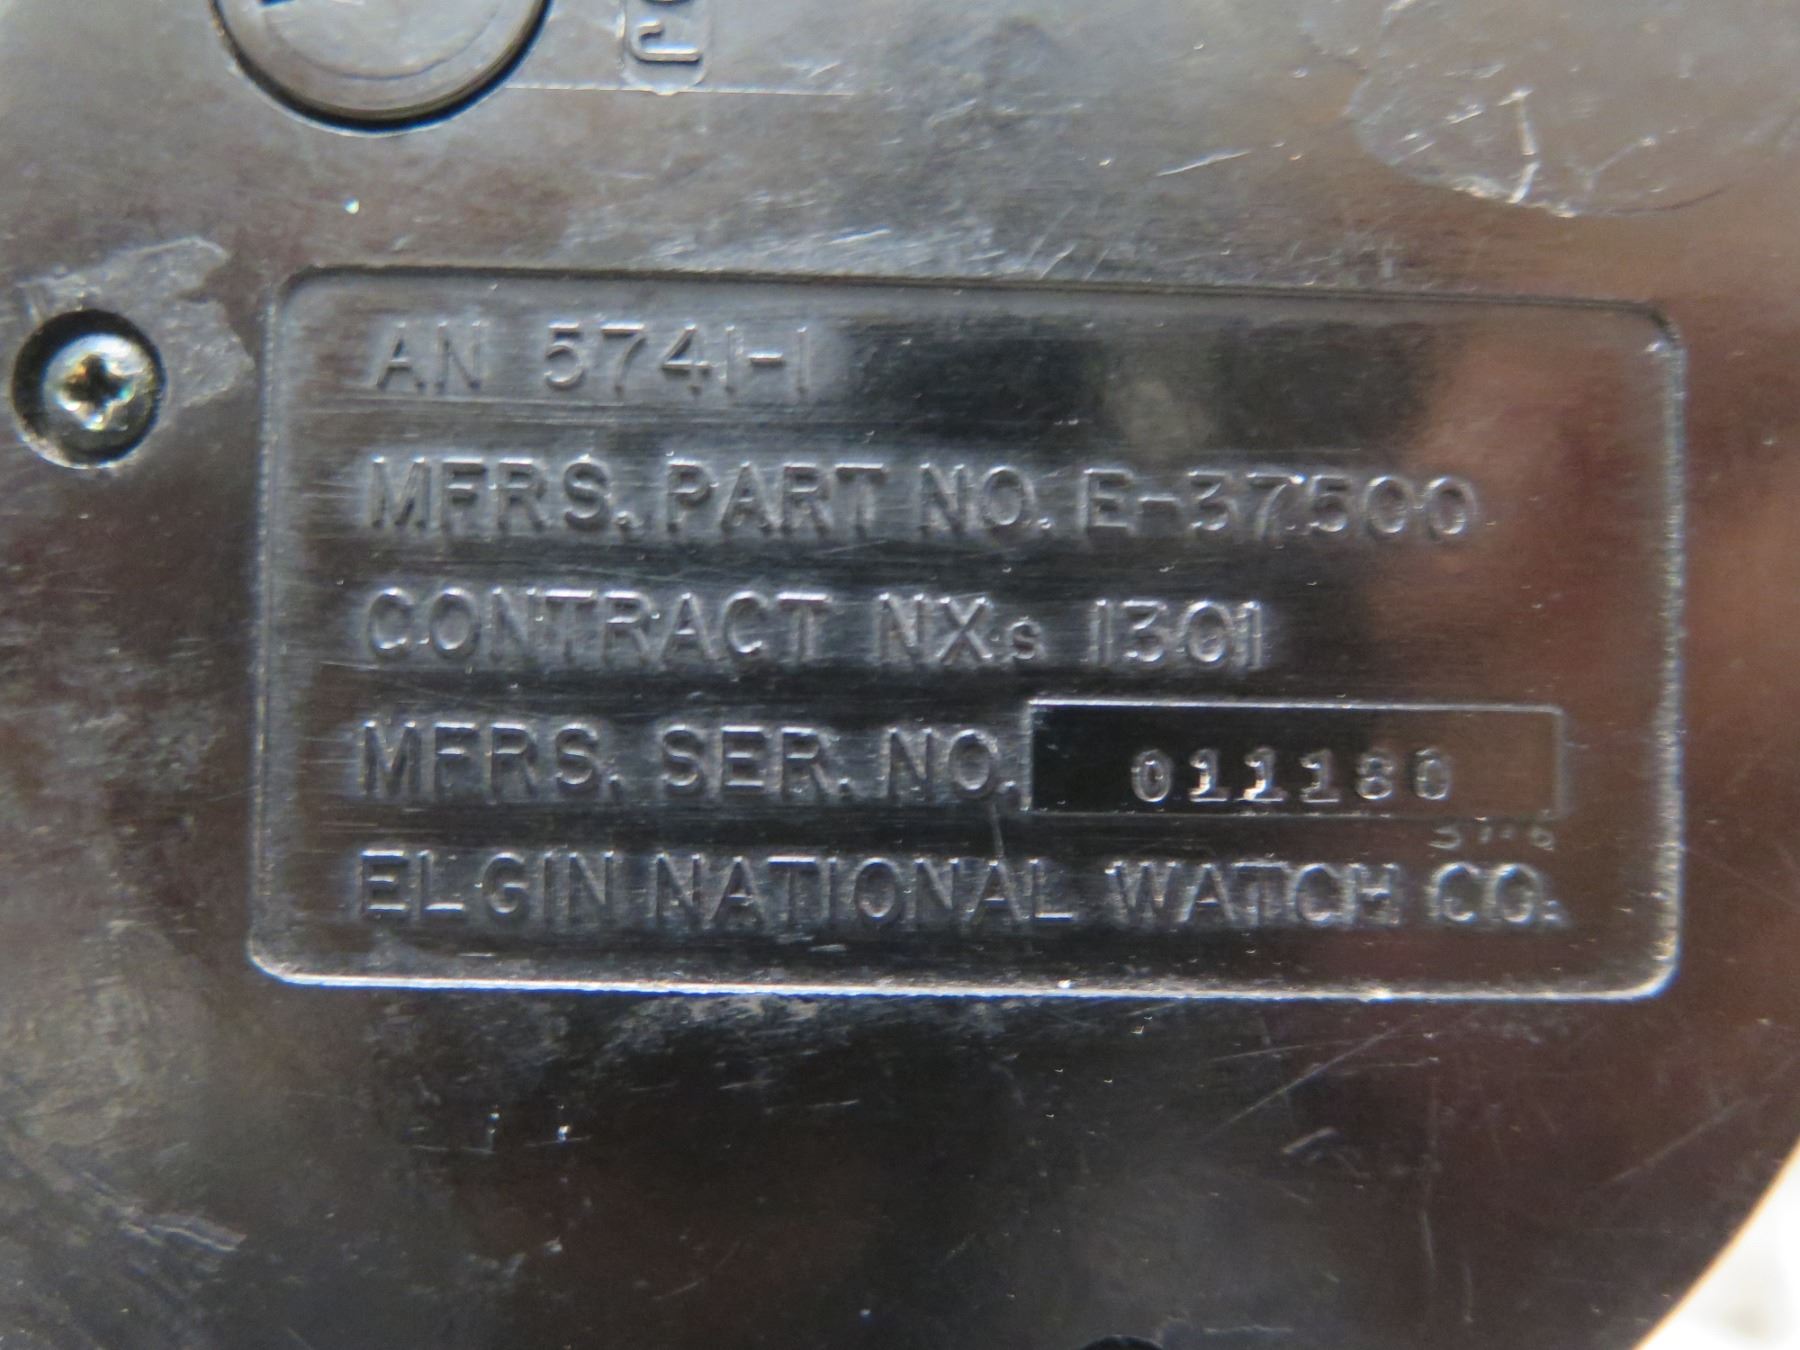 AN 5741-1
MFRS. PART NO. E-37500
CONTRACT NXs 1301
MFRS. SER. NO. 011180
ELGIN NATIONAL WATCH CO.